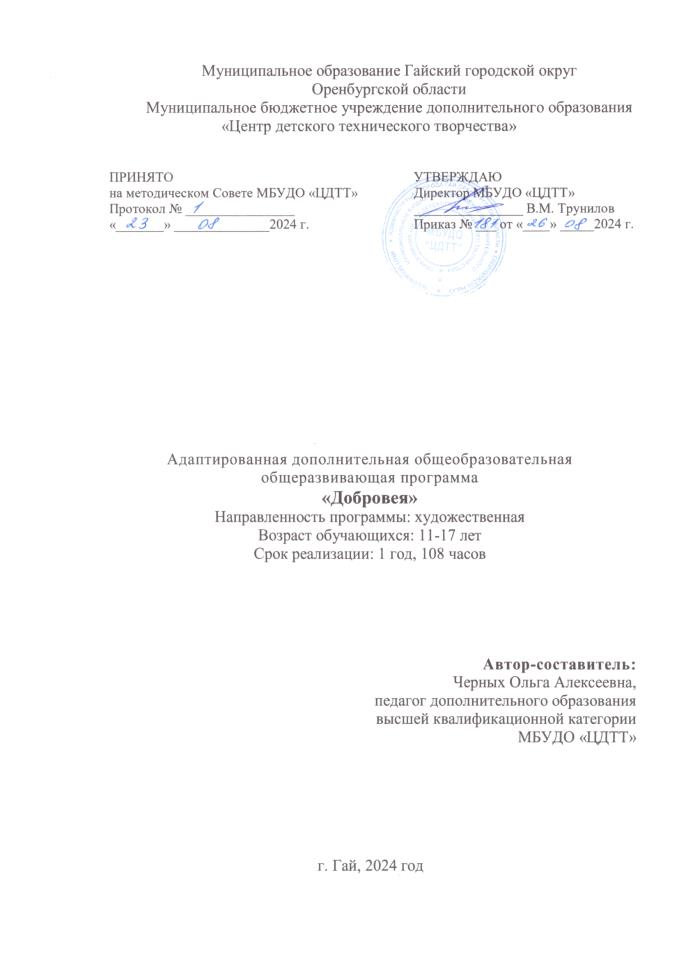 Муниципальное образование Гайский городской округ
Оренбургской области
Муниципальное бюджетное учреждение дополнительного образования
«Центр детского технического творчества»
ПРИНЯТО
на методическом Совете МБУДО «ЦДТТ»
Протокол № 1
« 23 » 08 2024 г.
УТВЕРЖДАЮ
Директор МБУДО «ЦДТТ»
В.М. Трунилов
Приказ № 181 от « 26 » 08 2024 г.
МБУДО
"ЦДТТ"
Адаптированная дополнительная общеобразовательная
общеразвивающая программа
«Добровея»
Направленность программы: художественная
Возраст обучающихся: 11-17 лет
Срок реализации: 1 год, 108 часов
Автор-составитель:
Черных Ольга Алексеевна,
педагог дополнительного образования
высшей квалификационной категории
МБУДО «ЦДТТ»
г. Гай, 2024 год